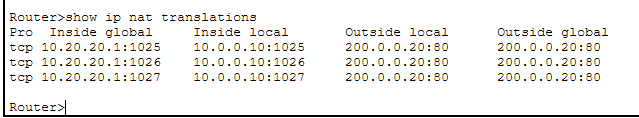 Router>show ip nat translations
Pro  Inside global     Inside local       Outside local      Outside global
tcp 10.20.20.1:1025    10.0.0.10:1025     200.0.0.20:80      200.0.0.20:80
tcp 10.20.20.1:1026    10.0.0.10:1026     200.0.0.20:80      200.0.0.20:80
tcp 10.20.20.1:1027    10.0.0.10:1027     200.0.0.20:80      200.0.0.20:80
Router>